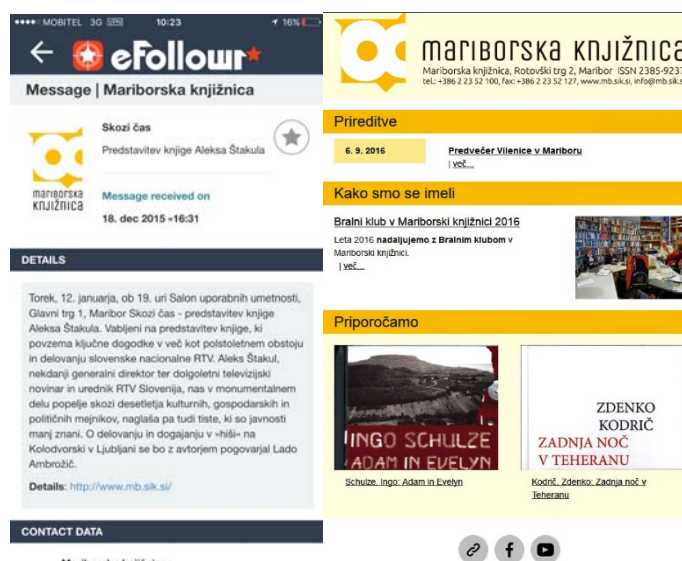 MOBITEL 3G 10:23 16%
eFollowr
Message | Mariborska knjižnica
Skozi čas
Predstavitev knjige Aleksa Štakula
mariborska
knjižnica
Message received on
18. dec 2015 •16:31
DETAILS
Torek, 12. januarja, ob 19. uri Salon uporabnih umetnosti,
Glavni trg 1, Maribor Skozi čas - predstavitev knjige
Aleksa Štakula. Vabljeni na predstavitev knjige, ki
povzema ključne dogodke v več kot polstoletnem obstoju
in delovanju slovenske nacionalne RTV. Aleks Štakul,
nekdanji generalni direktor ter dolgoletni televizijski
novinar in urednik RTV Slovenija, nas v monumentalnem
delu popelje skozi desetletja kulturnih, gospodarskih in
političnih mejnikov, naglaša pa tudi tiste, ki so javnosti
manj znani. O delovanju in dogajanju v »hiši« na
Kolodvorski v Ljubljani se bo z avtorjem pogovarjal Lado
Ambrožič.
Details: http://www.mb.sik.si/
CONTACT DATA
mariborska knjižnica
Mariborska knjižnica, Rotovški trg 2, Maribor ISSN 2385-9237
tel.: +386 2 23 52 100, fax: +386 2 23 52 127, www.mb.sik.si, info@mb.sik.s
Prireditve
6. 9. 2016
Predvečer Vilenice v Mariboru
| več...
Kako smo se imeli
Bralni klub v Mariborski knjižnici 2016
Leta 2016 nadaljujemo z Bralnim klubom v
Mariborski knjižnici.
| več...
Priporočamo
INGO SCHULZE
ADAM IN EVELYN
ZDENKO
KODRIČ
ZADNJA NOČ
V TEHERANU
Schulze, Ingo: Adam in Evelyn
Kodrič, Zdenko: Zadnja noč v
Teheranu